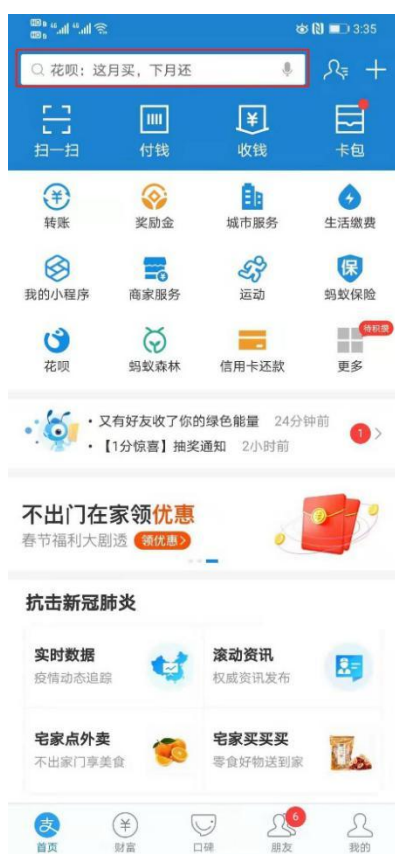 3:35
花呗：这月买，下月还
扫一扫 付钱 收钱 卡包
转账 奖励金 城市服务 生活缴费
我的小程序 商家服务 运动 蚂蚁保险
待积攒
花呗 蚂蚁森林 信用卡还款 更多
·又有好友收了你的绿色能量 24分钟前
·【1分惊喜】抽奖通知 2小时前
1
不出门在家领优惠
春节福利大剧透 领优惠>
抗击新冠肺炎
实时数据 滚动资讯
疫情动态追踪 权威资讯发布
宅家点外卖 宅家买买买
不出家门享美食 零食好物送到家
6
首页 财富 口碑 朋友 我的